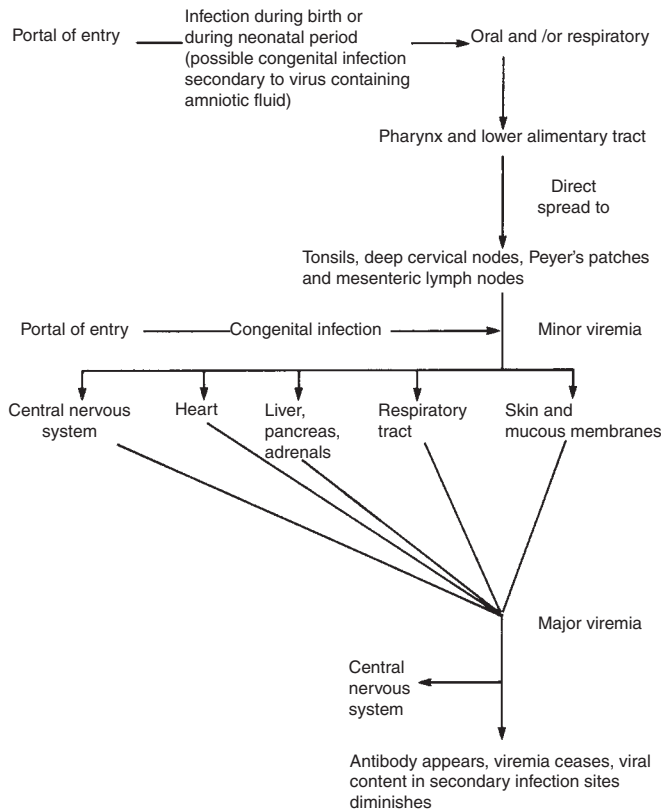 Portal of entry
Infection during birth or
during neonatal period
(possible congenital infection
secondary to virus containing
amniotic fluid)
Oral and /or respiratory
Pharynx and lower alimentary tract
Direct
spread to
Tonsils, deep cervical nodes, Peyer's patches
and mesenteric lymph nodes
Portal of entry
Congenital infection
Minor viremia
Central nervous
system
Heart
Liver,
pancreas,
adrenals
Respiratory
tract
Skin and
mucous membranes
Major viremia
Central
nervous
system
Antibody appears, viremia ceases, viral
content in secondary infection sites
diminishes